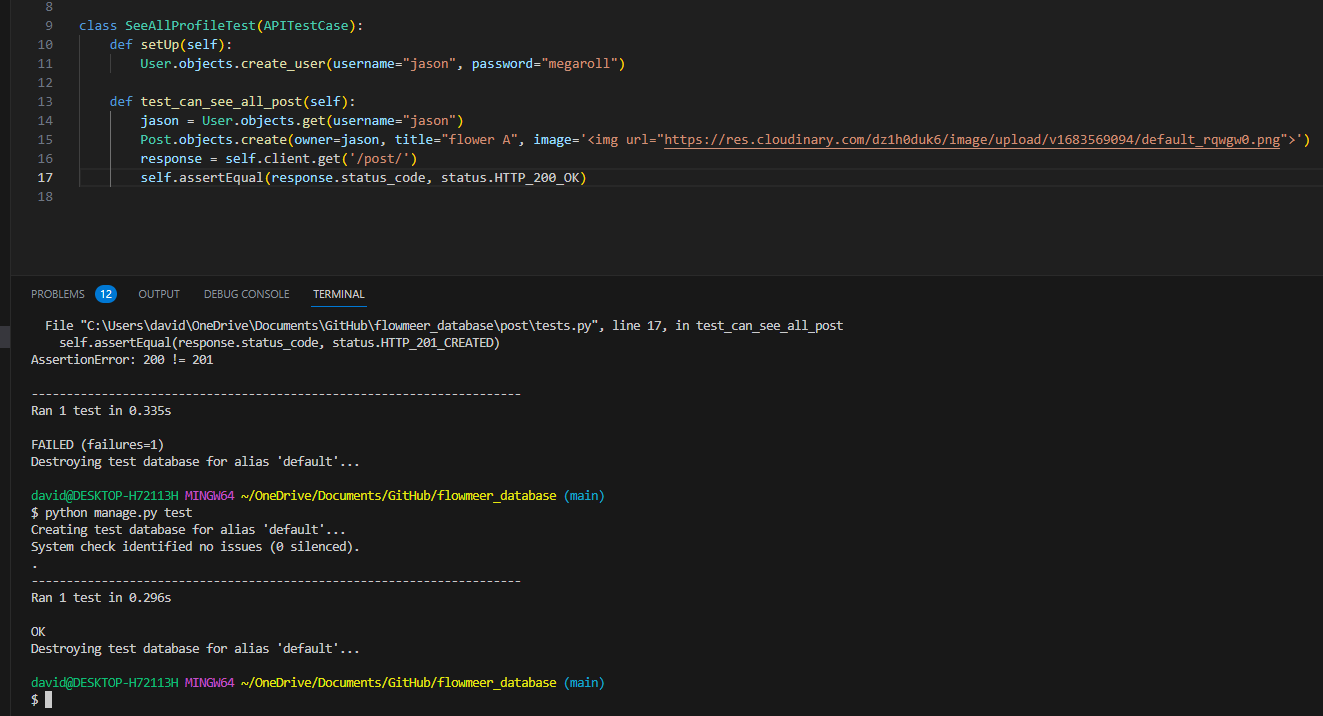 8
9 class SeeAllProfileTest(APITestCase):
10 def setUp(self):
11 User.objects.create_user(username="jason", password="megaroll")
12
13 def test_can_see_all_post(self):
14 jason = User.objects.get(username="jason")
15 Post.objects.create(owner=jason, title="flower A", image='<img url="https://res.cloudinary.com/dz1h0duk6/image/upload/v1683569094/default_rqwgw0.png">')
16 response = self.client.get('/post/')
17 self.assertEqual(response.status_code, status.HTTP_200_OK)
18
PROBLEMS 12 OUTPUT DEBUG CONSOLE TERMINAL
File "C:\Users\david\OneDrive\Documents\GitHub\flowmeer_database\post\tests.py", line 17, in test_can_see_all_post
self.assertEqual(response.status_code, status.HTTP_201_CREATED)
AssertionError: 200 != 201
----------------------------------------------------------------------
Ran 1 test in 0.335s
FAILED (failures=1)
Destroying test database for alias 'default'...
david@DESKTOP-H72113H MINGW64 ~/OneDrive/Documents/GitHub/flowmeer_database (main)
$ python manage.py test
Creating test database for alias 'default'...
System check identified no issues (0 silenced).
.
----------------------------------------------------------------------
Ran 1 test in 0.296s
OK
Destroying test database for alias 'default'...
david@DESKTOP-H72113H MINGW64 ~/OneDrive/Documents/GitHub/flowmeer_database (main)
$